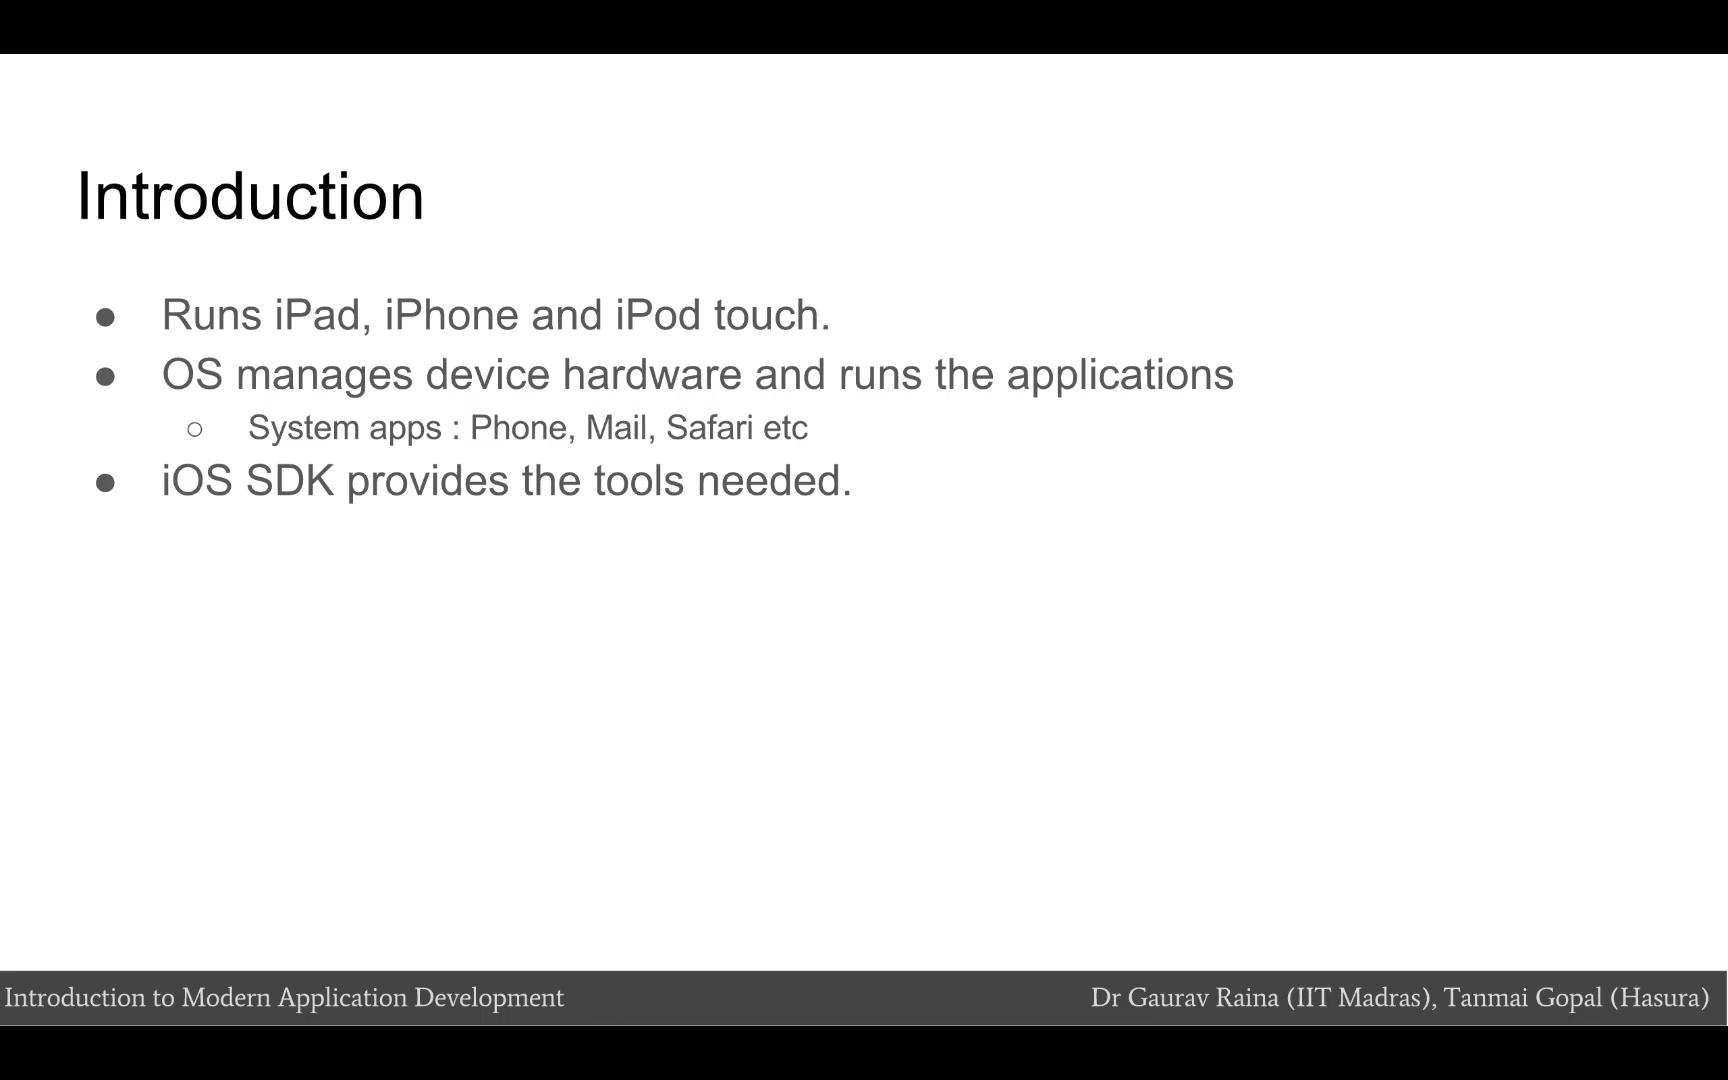 Introduction
● Runs iPad, iPhone and iPod touch.
● OS manages device hardware and runs the applications
○ System apps : Phone, Mail, Safari etc
● iOS SDK provides the tools needed.
Introduction to Modern Application Development
Dr Gaurav Raina (IIT Madras), Tanmai Gopal (Hasura)